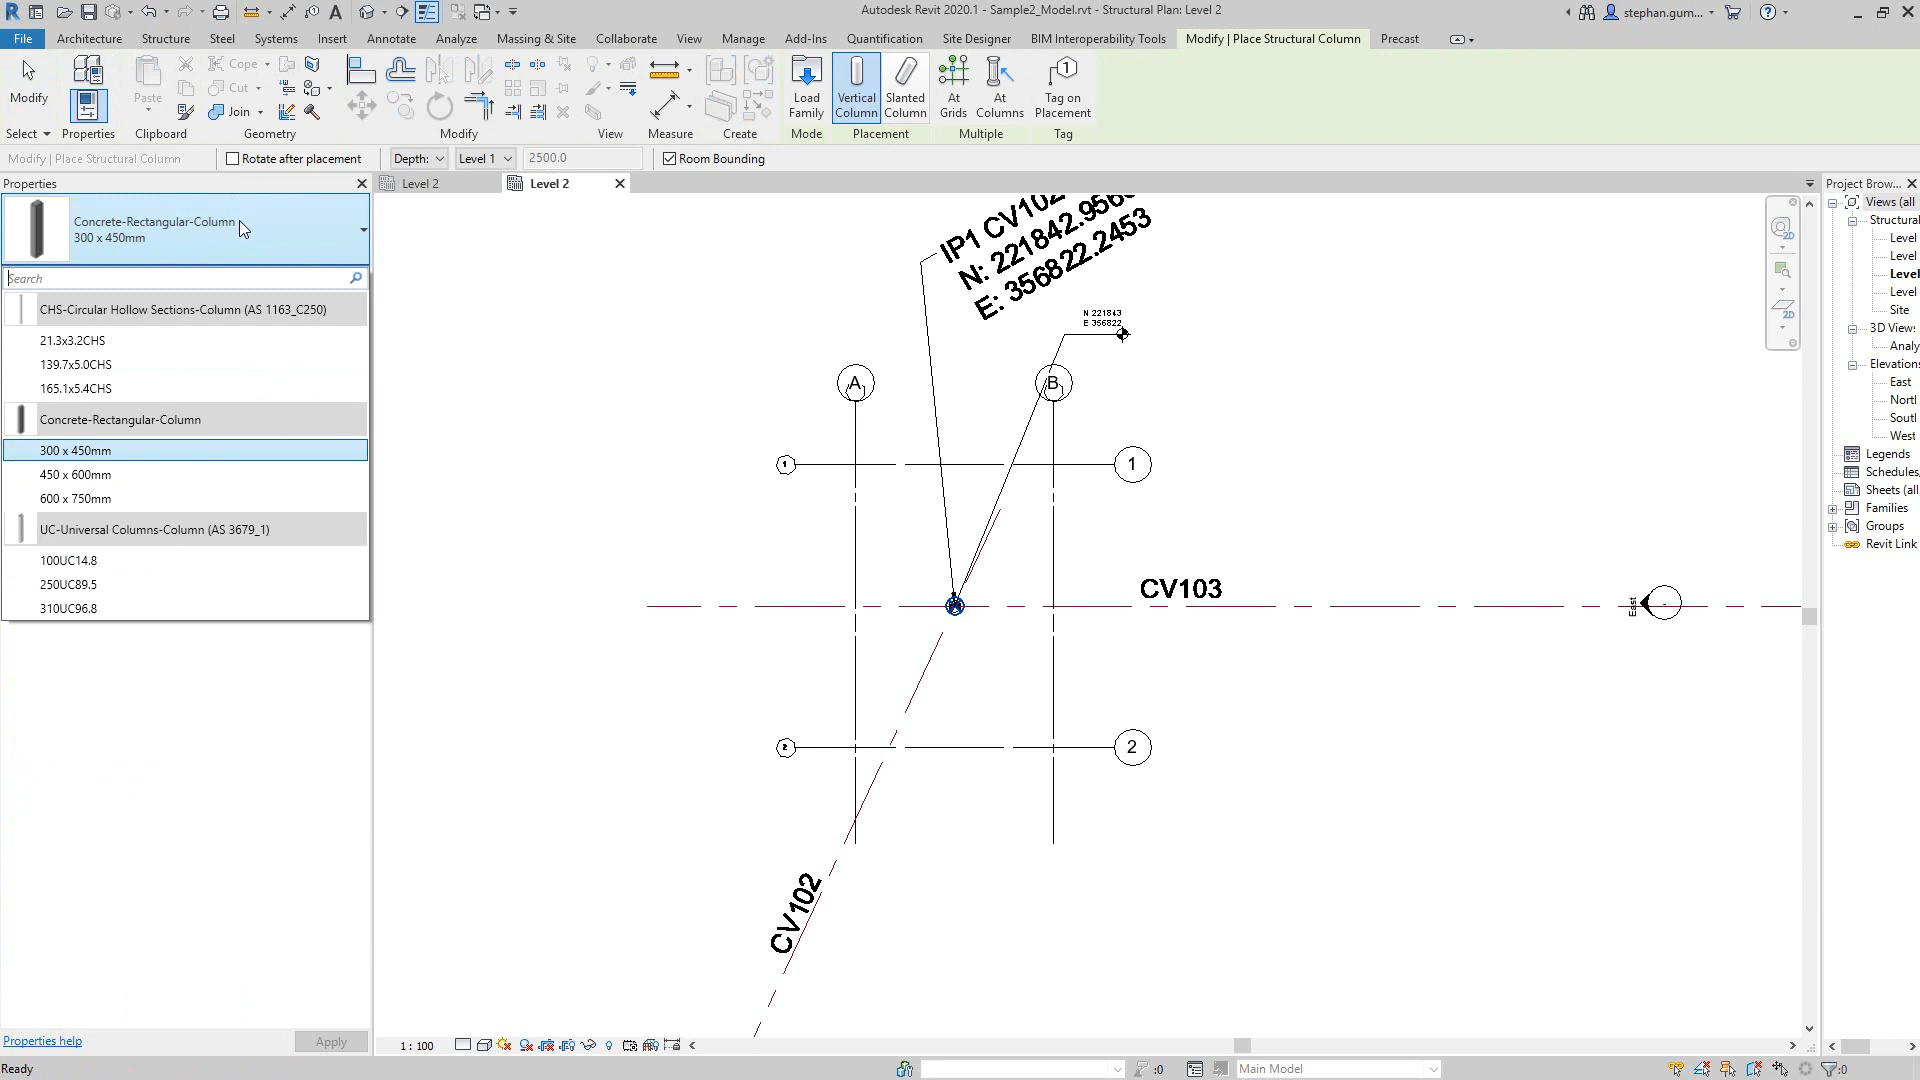 Autodesk Revit 2020.1 - Sample2_Model.rvt - Structural Plan: Level 2
stephan.gum...
File Architecture Structure Steel Systems Insert Annotate Analyze Massing & Site Collaborate View Manage Add-Ins Quantification Site Designer BIM Interoperability Tools Modify | Place Structural Column Precast
Modify
Paste
Cope
Cut
Join
Load Family
Vertical Column
Slanted Column
At Grids
At Columns
1
Tag on Placement
Select Properties Clipboard Geometry Modify View Measure Create Mode Placement Multiple Tag
Modify | Place Structural Column Rotate after placement Depth: Level 1 2500.0 Room Bounding
Properties
Level 2
Level 2
Project Brow...
Concrete-Rectangular-Column
300 x 450mm
Search
CHS-Circular Hollow Sections-Column (AS 1163_C250)
21.3x3.2CHS
139.7x5.0CHS
165.1x5.4CHS
Concrete-Rectangular-Column
300 x 450mm
450 x 600mm
600 x 750mm
UC-Universal Columns-Column (AS 3679_1)
100UC14.8
250UC89.5
310UC96.8
IP1 CV102
N: 221842.956
E: 356822.2453
N 221843
E 356822
A
B
1
1
CV103
East
2
2
CV102
2D
2D
Views (all
Structural
Level
Level
Level
Level
Site
3D Views
Analy
Elevations
East
North
South
West
Legends
Schedules,
Sheets (all
Families
Groups
Revit Link
Properties help
Apply
1 : 100
Ready
:0
Main Model
:0